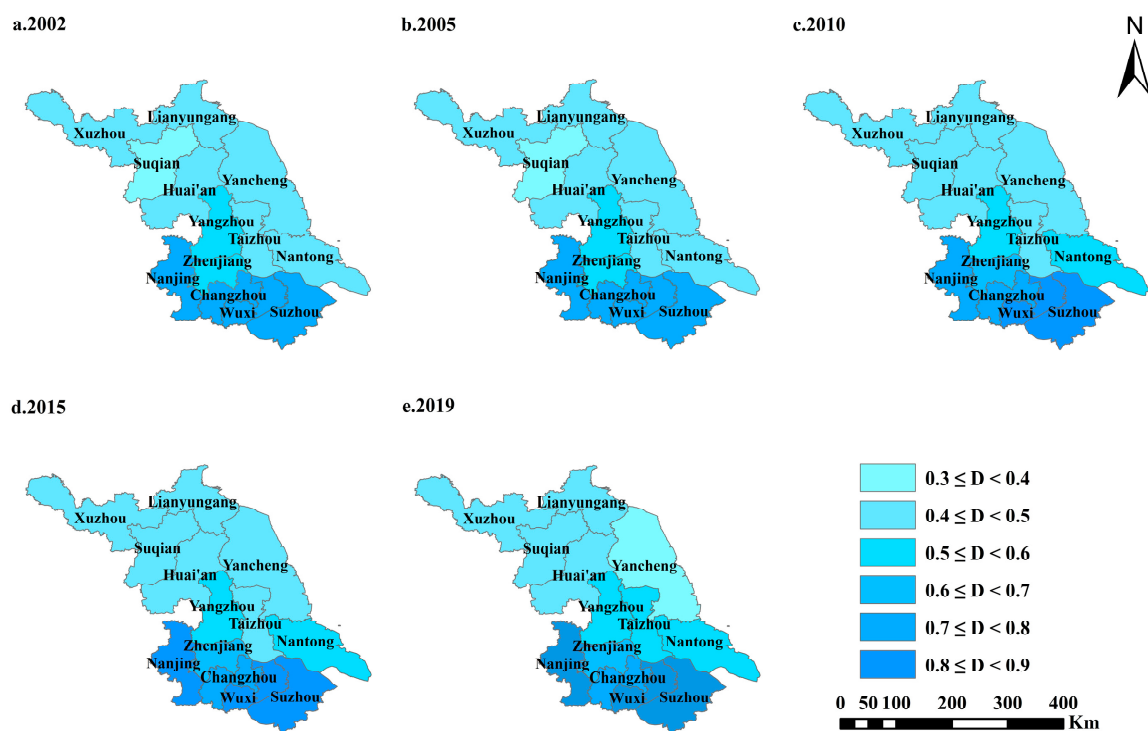 a.2002
b.2005
c.2010
N
Lianyungang
Xuzhou
Suqian
Huai'an
Yancheng
Yangzhou
Taizhou
Nantong
Zhenjiang
Nanjing
Changzhou
Wuxi
Suzhou
Lianyungang
Xuzhou
Suqian
Huai'an
Yancheng
Yangzhou
Taizhou
Nantong
Zhenjiang
Nanjing
Changzhou
Wuxi
Suzhou
Lianyungang
Xuzhou
Suqian
Huai'an
Yancheng
Yangzhou
Taizhou
Nantong
Zhenjiang
Nanjing
Changzhou
Wuxi
Suzhou
d.2015
e.2019
Lianyungang
Xuzhou
Suqian
Huai'an
Yancheng
Yangzhou
Taizhou
Nantong
Zhenjiang
Nanjing
Changzhou
Wuxi
Suzhou
Lianyungang
Xuzhou
Suqian
Huai'an
Yancheng
Yangzhou
Taizhou
Nantong
Zhenjiang
Nanjing
Changzhou
Wuxi
Suzhou
0.3 ≤ D < 0.4
0.4 ≤ D < 0.5
0.5 ≤ D < 0.6
0.6 ≤ D < 0.7
0.7 ≤ D < 0.8
0.8 ≤ D < 0.9
0 50 100 200 300 400
Km